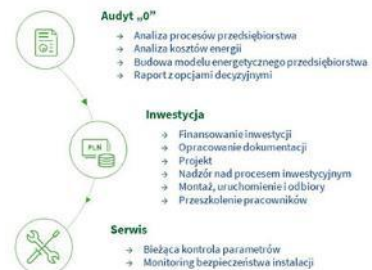 Audyt „0”
→ Analiza procesów przedsiębiorstwa
→ Analiza kosztów energii
→ Budowa modelu energetycznego przedsiębiorstwa
→ Raport z opcjami decyzyjnymi
Inwestycja
→ Finansowanie inwestycji
→ Opracowanie dokumentacji
PLN
→ Projekt
→ Nadzór nad procesem inwestycyjnym
→ Montaż, uruchomienie i odbiory
→ Przeszkolenie pracowników
Serwis
→ Bieżąca kontrola parametrów
→ Monitoring bezpieczeństwa instalacji